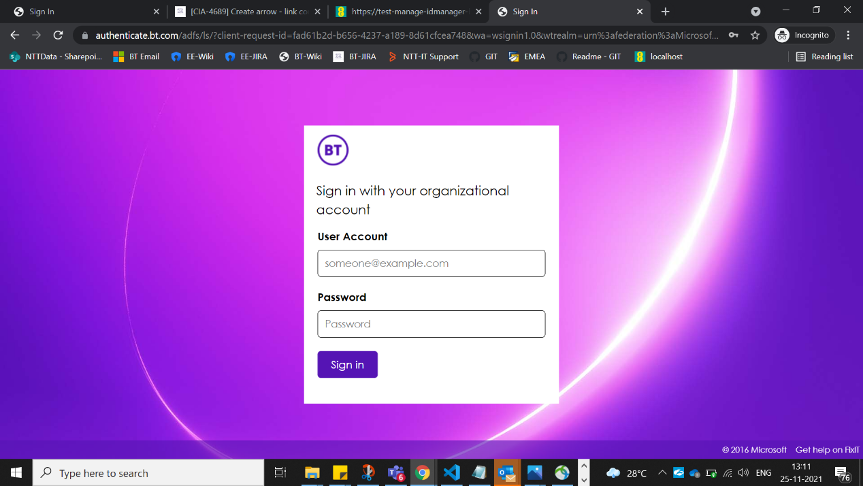 Sign In
[CIA-4689] Create arrow - link co
https://test-manage-idmanager-
Sign In
authenticate.bt.com/adfs/ls/?client-request-id=fad61b2d-b656-4237-a189-8d61cfcea748&wa=wsignin1.0&wtrealm=urn%3afederation%3aMicrosof...
Incognito
NTTData - Sharepoi...
BT Email
EE-Wiki
EE-JIRA
BT-Wiki
BT-JIRA
NTT-IT Support
GIT
EMEA
Readme - GIT
localhost
Reading list
BT
Sign in with your organizational
account
User Account
someone@example.com
Password
Password
Sign in
© 2016 Microsoft Get help on FixIT
Type here to search
28°C
ENG
13:11
25-11-2021
76